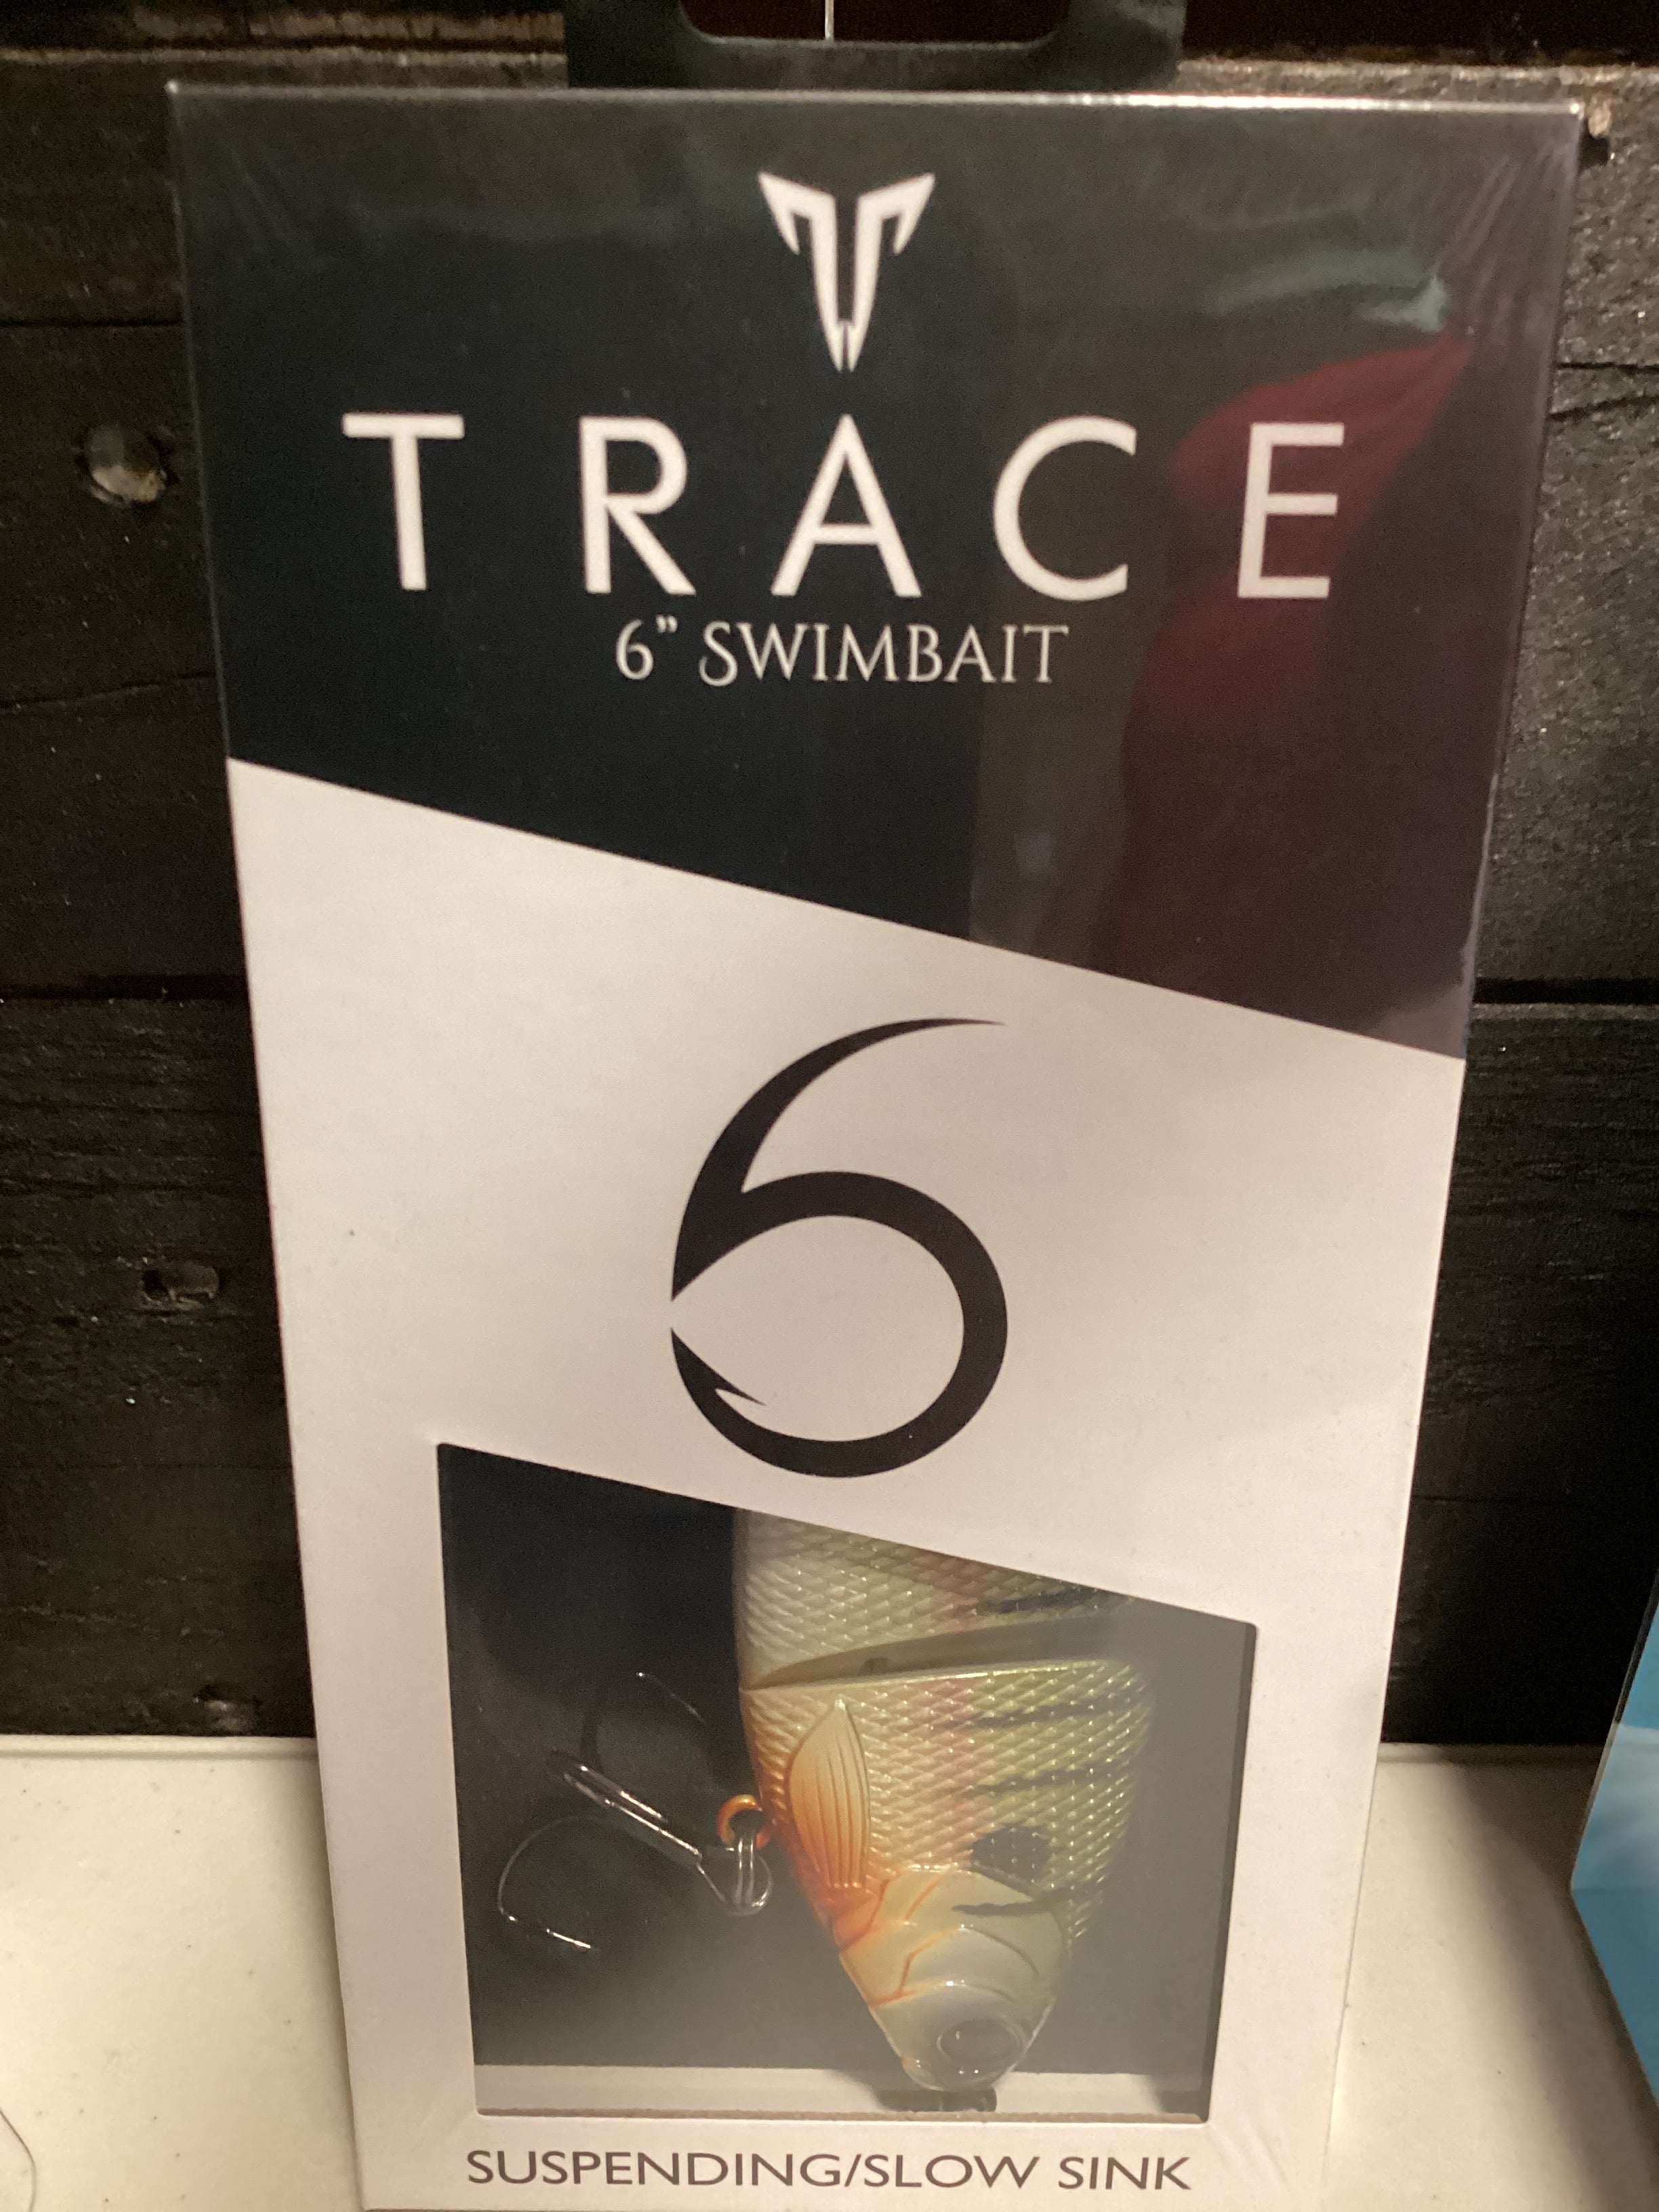 TRACE
6" SWIMBAIT
6
SUSPENDING/SLOW SINK